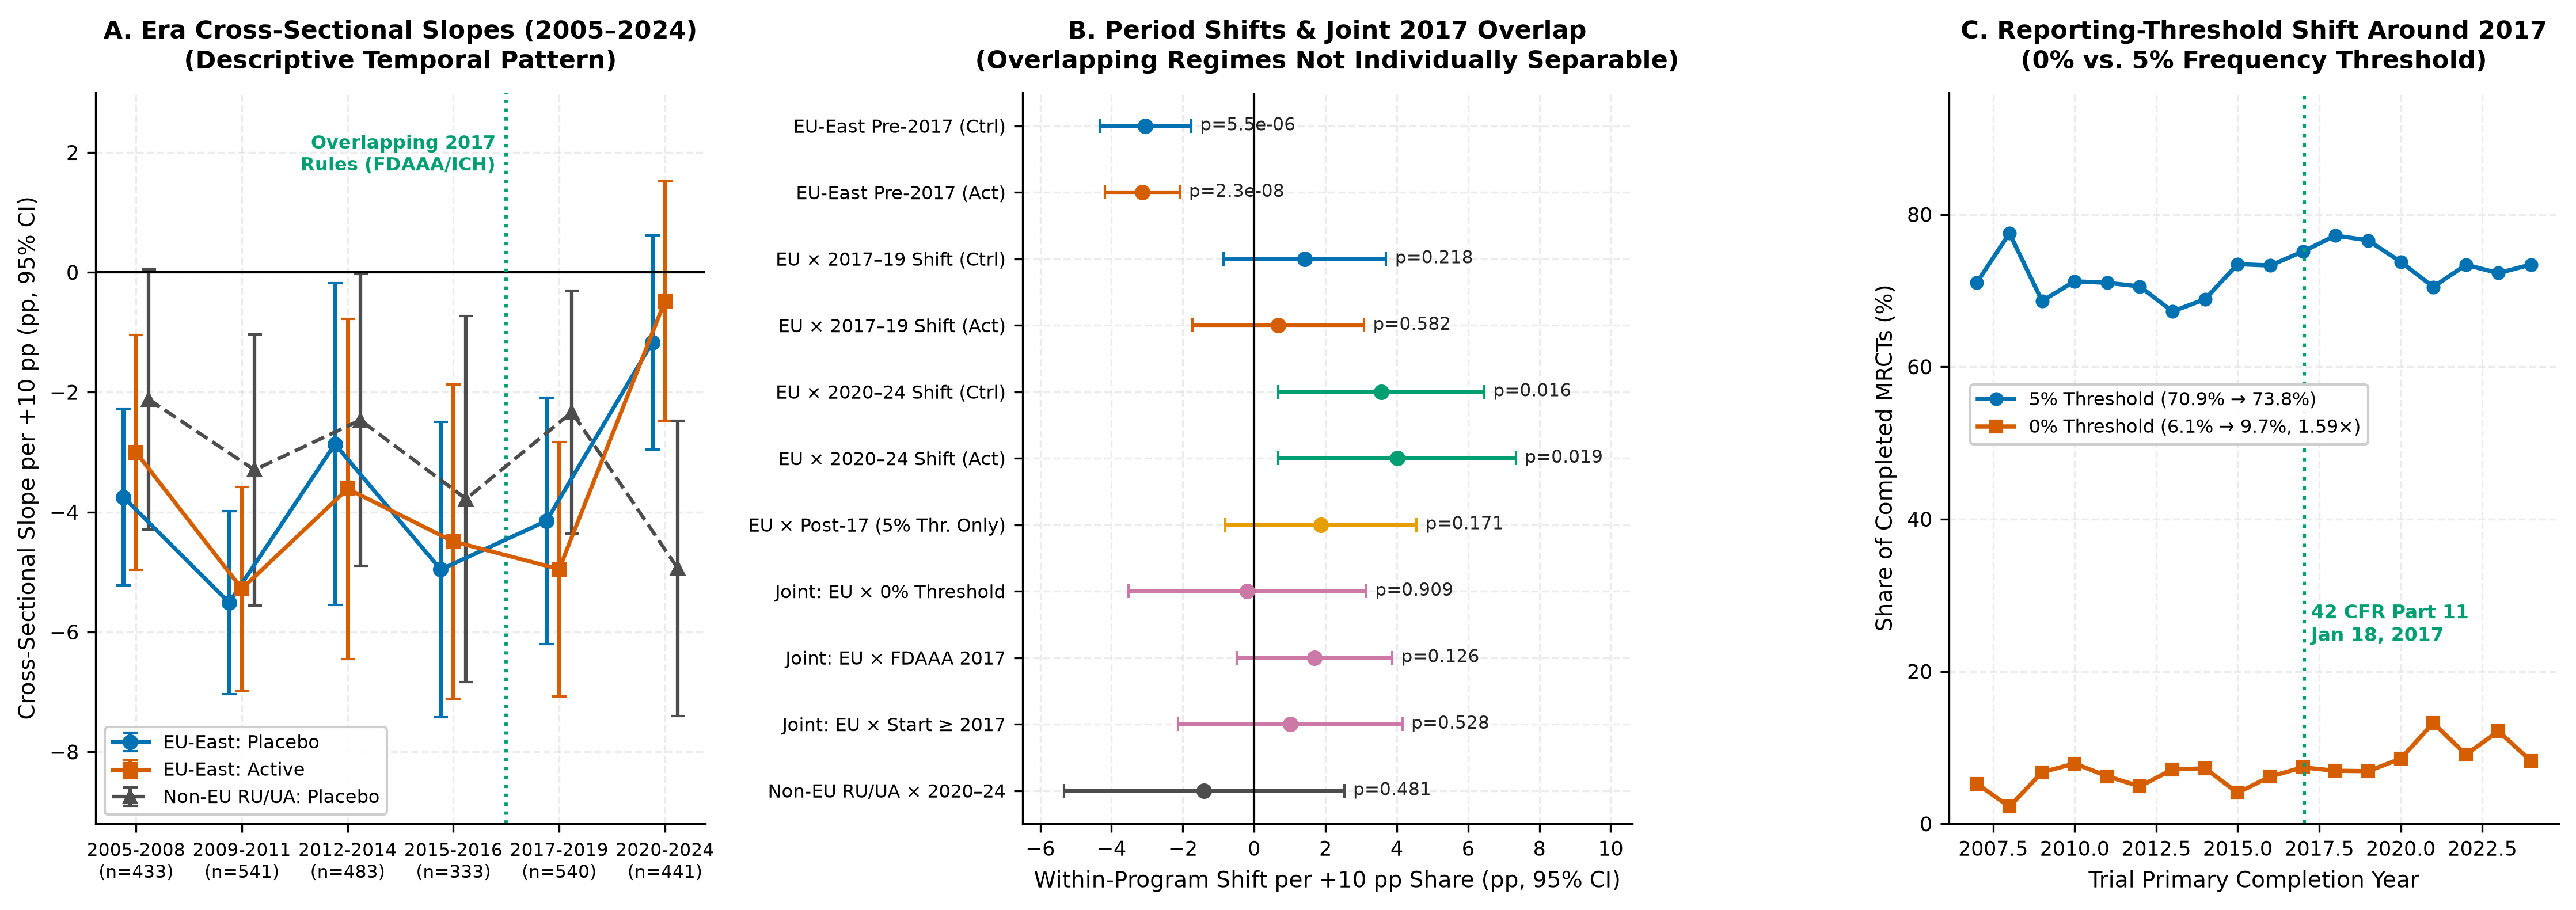 A. Era Cross-Sectional Slopes (2005–2024)
(Descriptive Temporal Pattern)
Cross-Sectional Slope per +10 pp (pp, 95% CI)
2
0
−2
−4
−6
−8
Overlapping 2017
Rules (FDAAA/ICH)
EU-East: Placebo
EU-East: Active
Non-EU RU/UA: Placebo
2005-2008 2009-2011 2012-2014 2015-2016 2017-2019 2020-2024
(n=433) (n=541) (n=483) (n=333) (n=540) (n=441)
B. Period Shifts & Joint 2017 Overlap
(Overlapping Regimes Not Individually Separable)
EU-East Pre-2017 (Ctrl) p=5.5e-06
EU-East Pre-2017 (Act) p=2.3e-08
EU × 2017–19 Shift (Ctrl) p=0.218
EU × 2017–19 Shift (Act) p=0.582
EU × 2020–24 Shift (Ctrl) p=0.016
EU × 2020–24 Shift (Act) p=0.019
EU × Post-17 (5% Thr. Only) p=0.171
Joint: EU × 0% Threshold p=0.909
Joint: EU × FDAAA 2017 p=0.126
Joint: EU × Start ≥ 2017 p=0.528
Non-EU RU/UA × 2020–24 p=0.481
−6 −4 −2 0 2 4 6 8 10
Within-Program Shift per +10 pp Share (pp, 95% CI)
C. Reporting-Threshold Shift Around 2017
(0% vs. 5% Frequency Threshold)
Share of Completed MRCTs (%)
80
60
40
20
0
5% Threshold (70.9% → 73.8%)
0% Threshold (6.1% → 9.7%, 1.59×)
42 CFR Part 11
Jan 18, 2017
2007.5 2010.0 2012.5 2015.0 2017.5 2020.0 2022.5
Trial Primary Completion Year